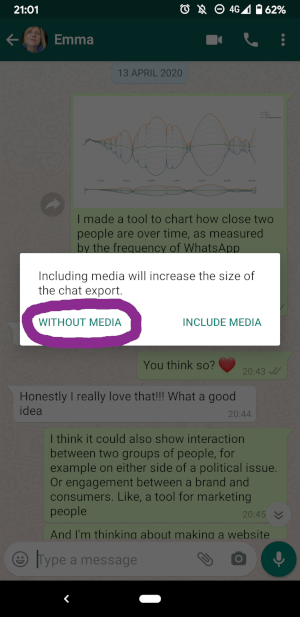 21:01
4G 62%
Emma
13 APRIL 2020
I made a tool to chart how close two
people are over time, as measured
by the frequency of WhatsApp
Including media will increase the size of
the chat export.
WITHOUT MEDIA INCLUDE MEDIA
You think so? ❤️ 20:43
Honestly I really love that!!! What a good
idea 20:44
I think it could also show interaction
between two groups of people, for
example on either side of a political issue.
Or engagement between a brand and
consumers. Like, a tool for marketing
people 20:45
And I'm thinking about making a website
Type a message